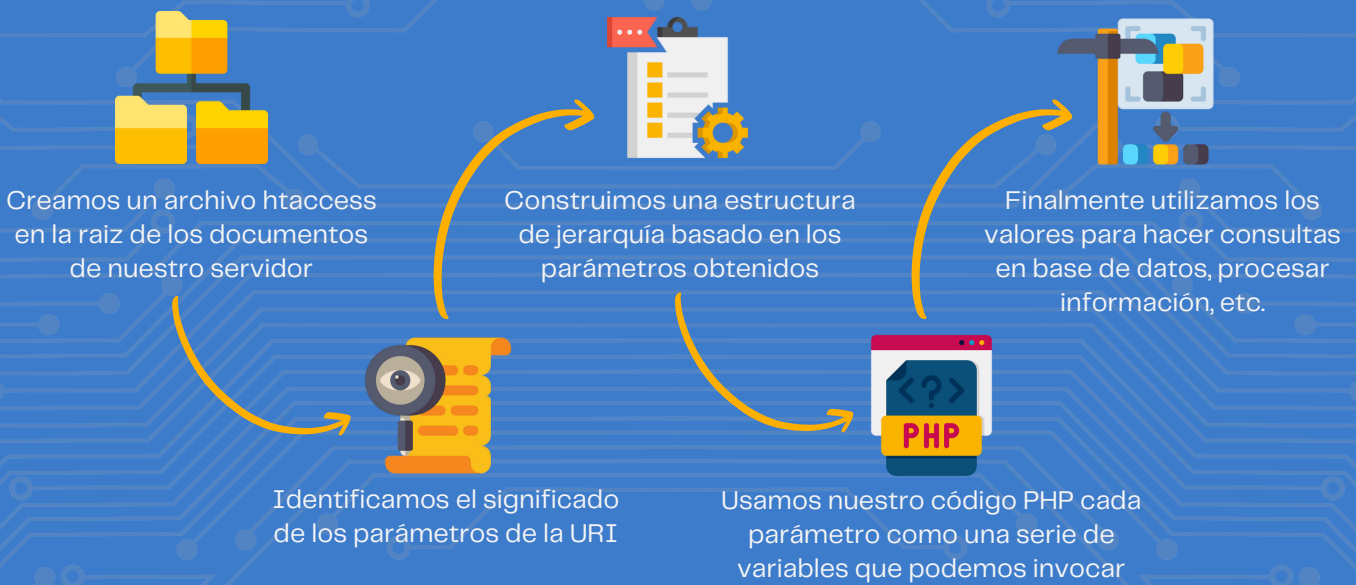 Creamos un archivo htaccess
en la raiz de los documentos
de nuestro servidor
Identificamos el significado
de los parámetros de la URI
Construimos una estructura
de jerarquía basado en los
parámetros obtenidos
<?>
PHP
Usamos nuestro código PHP cada
parámetro como una serie de
variables que podemos invocar
Finalmente utilizamos los
valores para hacer consultas
en base de datos, procesar
información, etc.